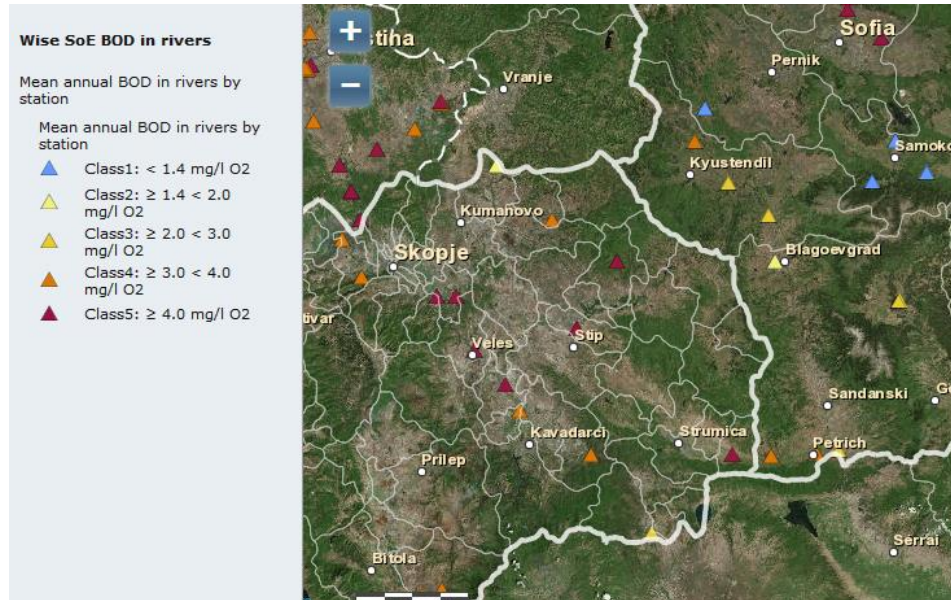 Wise SoE BOD in rivers
Mean annual BOD in rivers by
station
Mean annual BOD in rivers by
station
Class1: < 1.4 mg/l O2
Class2: ≥ 1.4 < 2.0
mg/l O2
Class3: ≥ 2.0 < 3.0
mg/l O2
Class4: ≥ 3.0 < 4.0
mg/l O2
Class5: ≥ 4.0 mg/l O2
+
−
stiha
Sofia
Pernik
Vranje
Samoko
Kyustendil
Kumanovo
Skopje
Blagoevgrad
tivar
Veles
Stip
Sandanski
Kavadarci
Strumica
Petrich
Prilep
Sérrai
Bitola